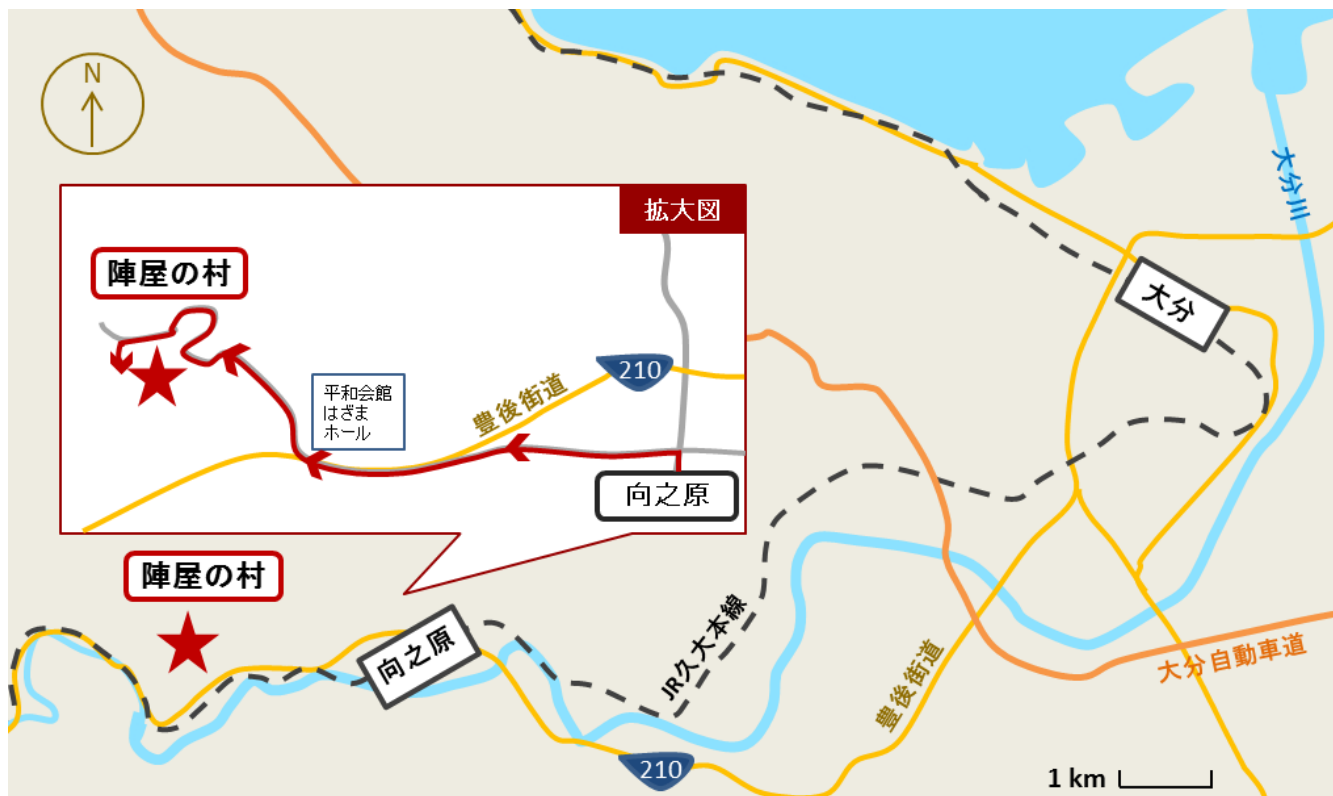 N
拡大図
陣屋の村
210
豊後街道
平和会館
はざま
ホール
向之原
大分川
大分
陣屋の村
向之原
JR久大本線
豊後街道
大分自動車道
210
1 km